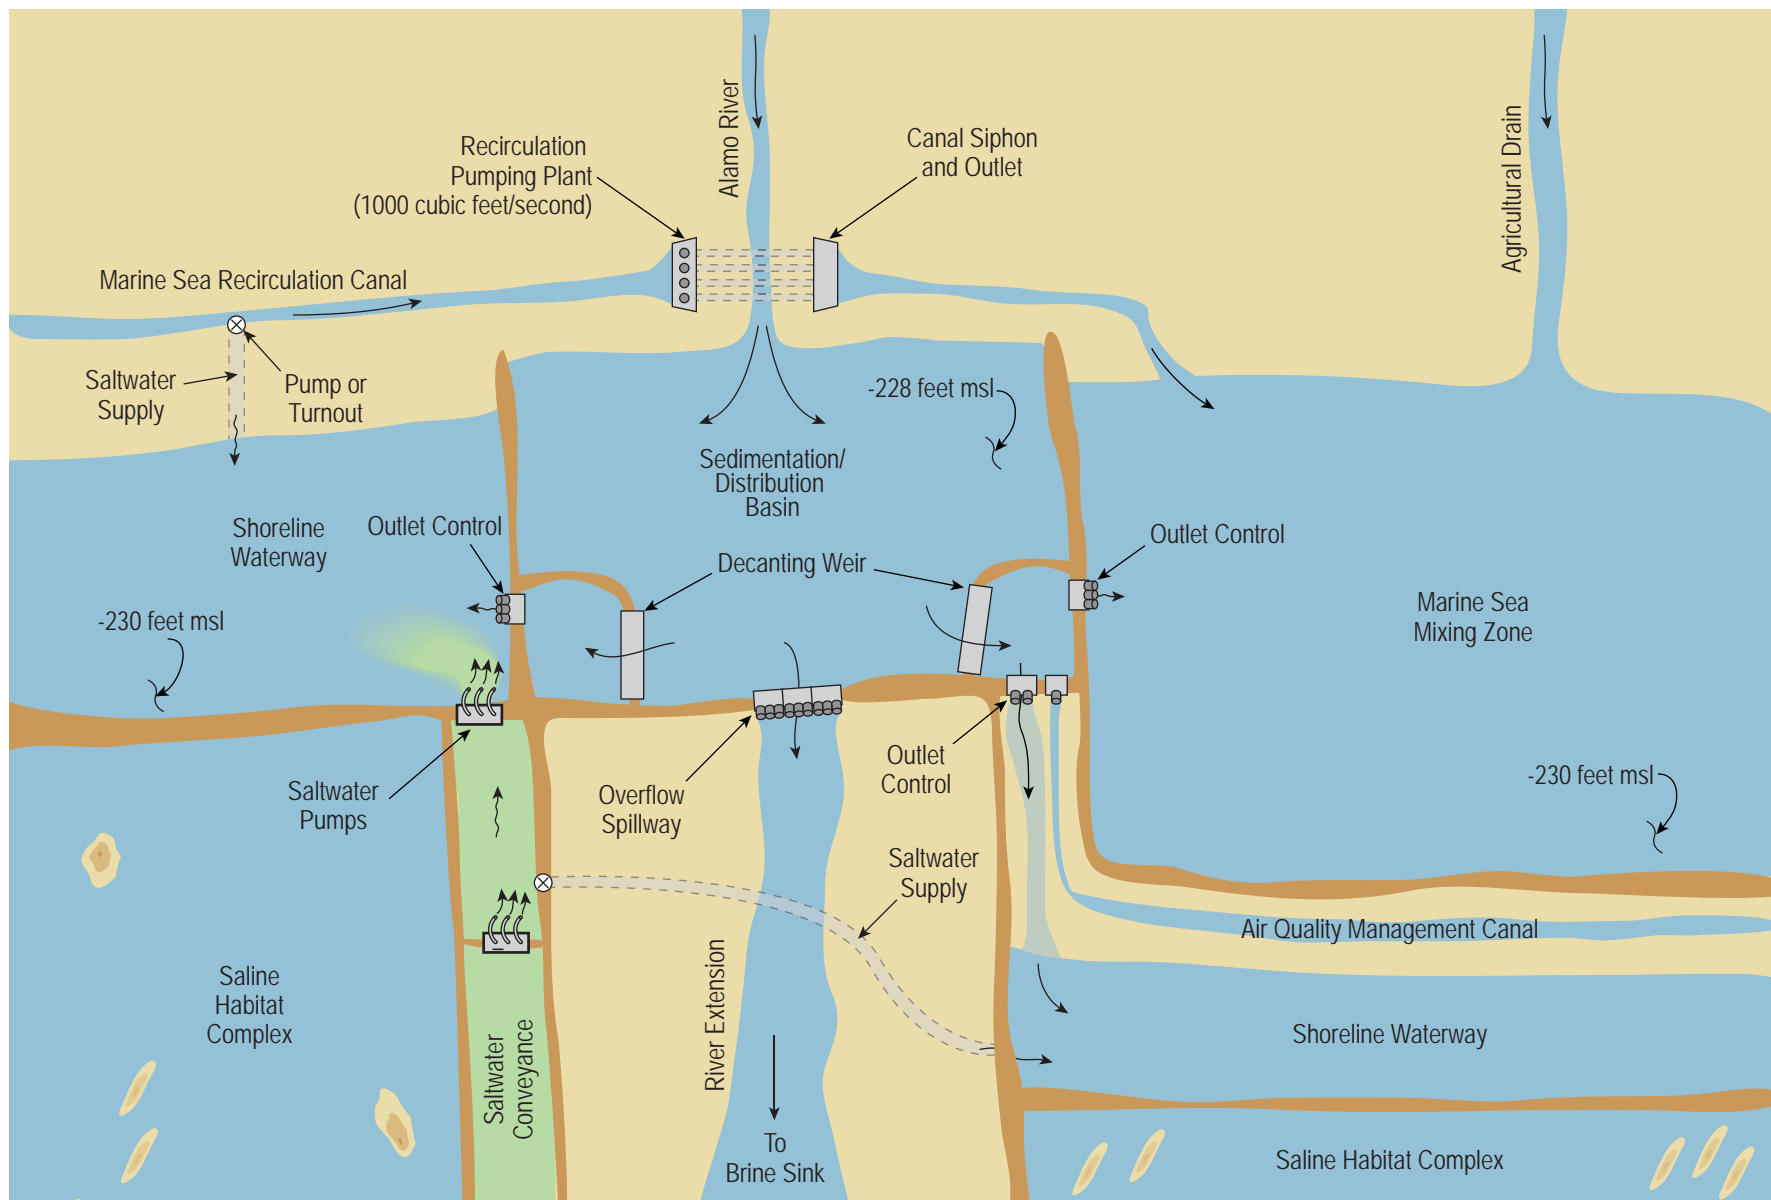 Alamo River
Agricultural Drain
Recirculation
Pumping Plant
(1000 cubic feet/second)
Canal Siphon
and Outlet
Marine Sea Recirculation Canal
Saltwater
Supply
Pump or
Turnout
-228 feet msl
Sedimentation/
Distribution
Basin
Shoreline
Waterway
Outlet Control
Decanting Weir
Outlet Control
-230 feet msl
Marine Sea
Mixing Zone
Saltwater
Pumps
Overflow
Spillway
Outlet
Control
-230 feet msl
Saltwater
Supply
Air Quality Management Canal
Saline
Habitat
Complex
Saltwater
Conveyance
River Extension
Shoreline Waterway
To
Brine Sink
Saline Habitat Complex